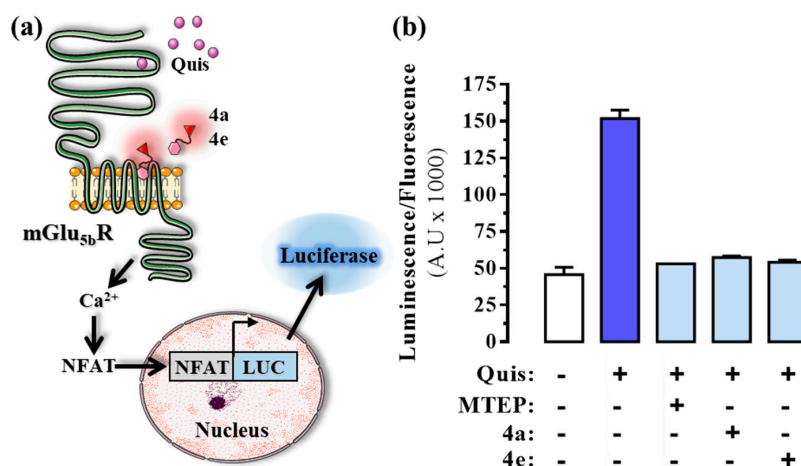 (a)
Quis
4a
4e
mGlu5bR
Ca2+
NFAT
NFAT LUC
Nucleus
Luciferase
(b)
Luminescence/Fluorescence
(A.U x 1000)
175
150
125
100
75
50
25
0
Quis: - + + + +
MTEP: - - + - -
4a: - - - + -
4e: - - - - +